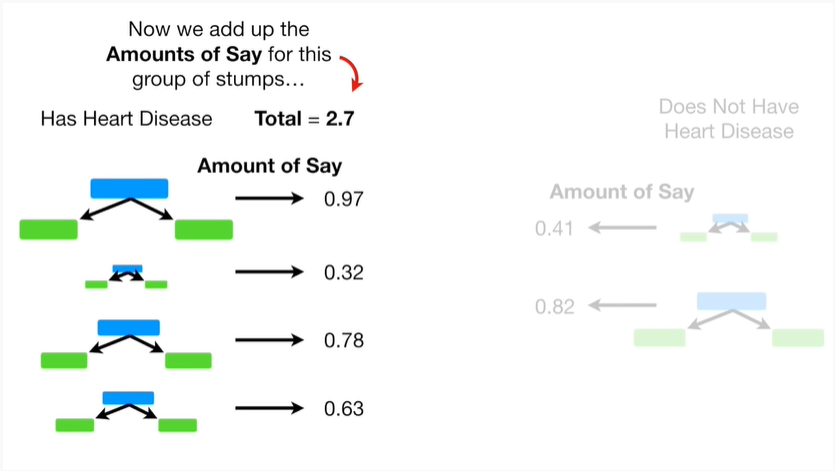 Now we add up the
Amounts of Say for this
group of stumps…
Has Heart Disease
Total = 2.7
Amount of Say
0.97
0.32
0.78
0.63
Does Not Have
Heart Disease
Amount of Say
0.41
0.82